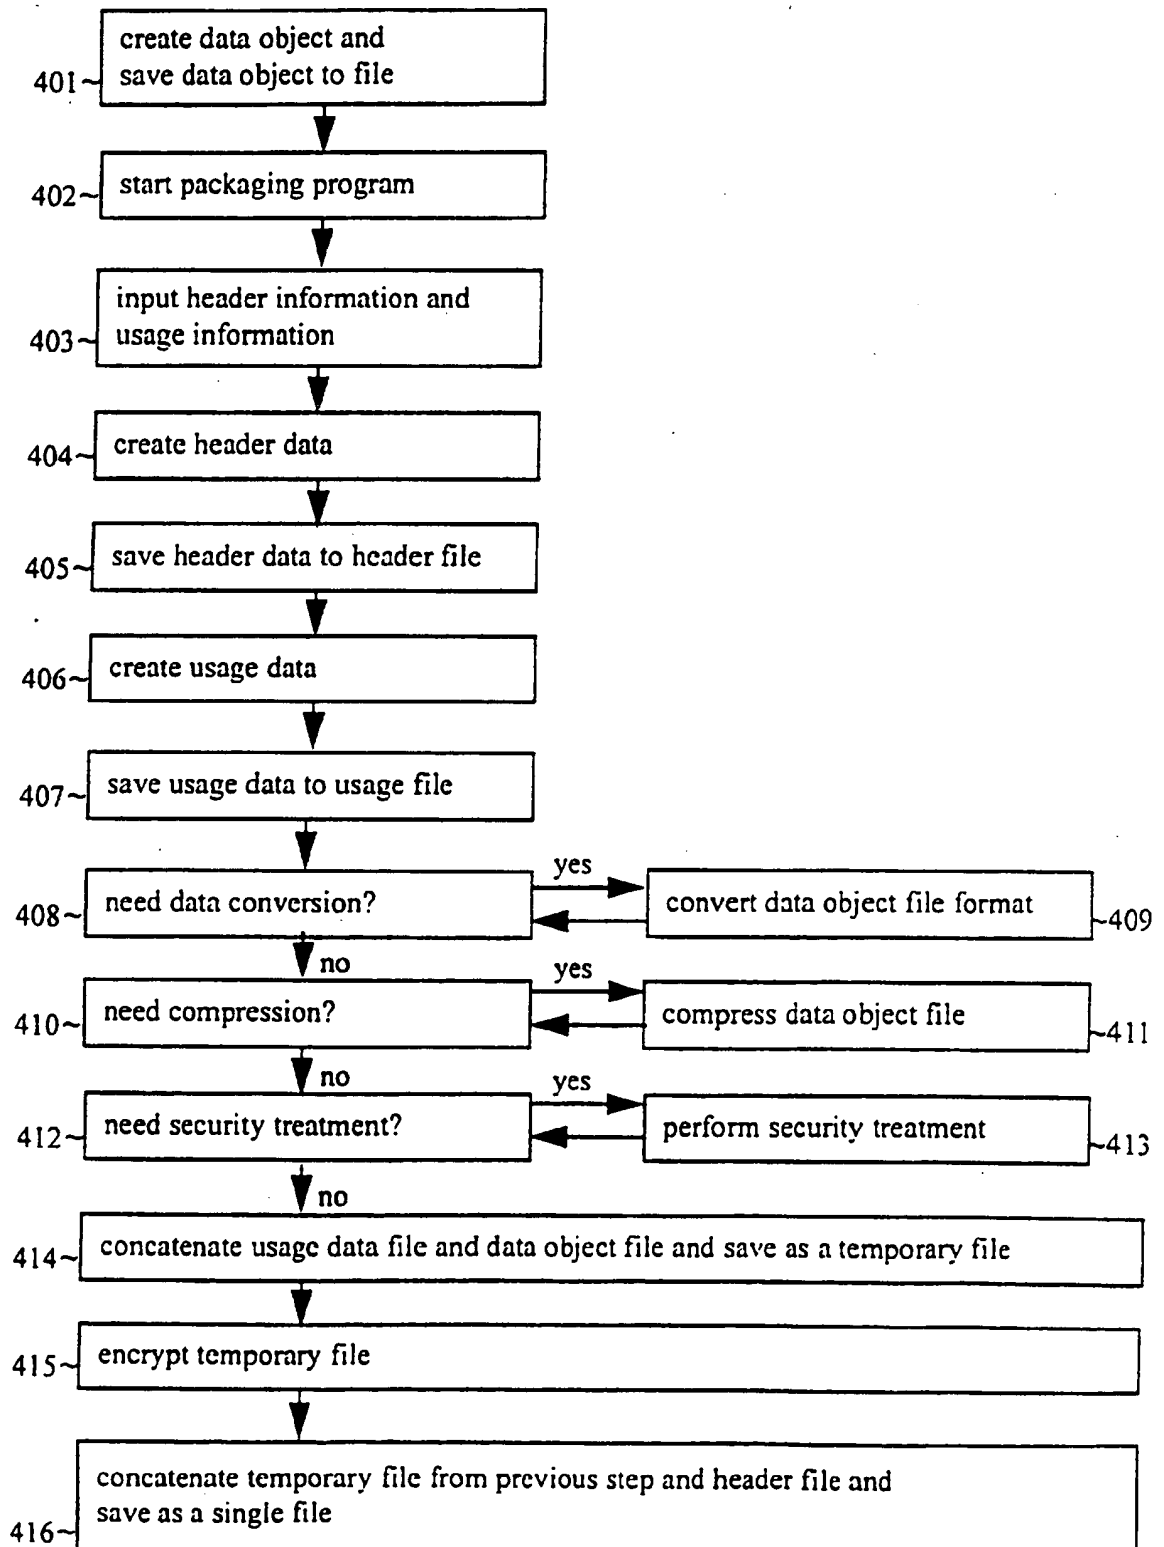 create data object and
save data object to file
401~
start packaging program
402~
input header information and
usage information
403~
create header data
404~
save header data to header file
405~
create usage data
406~
save usage data to usage file
407~
yes
need data conversion?
convert data object file format
408~
~409
no
yes
need compression?
compress data object file
410~
~411
no
yes
need security treatment?
perform security treatment
412~
~413
no
concatenate usage data file and data object file and save as a temporary file
414~
encrypt temporary file
415~
concatenate temporary file from previous step and header file and
save as a single file
416~